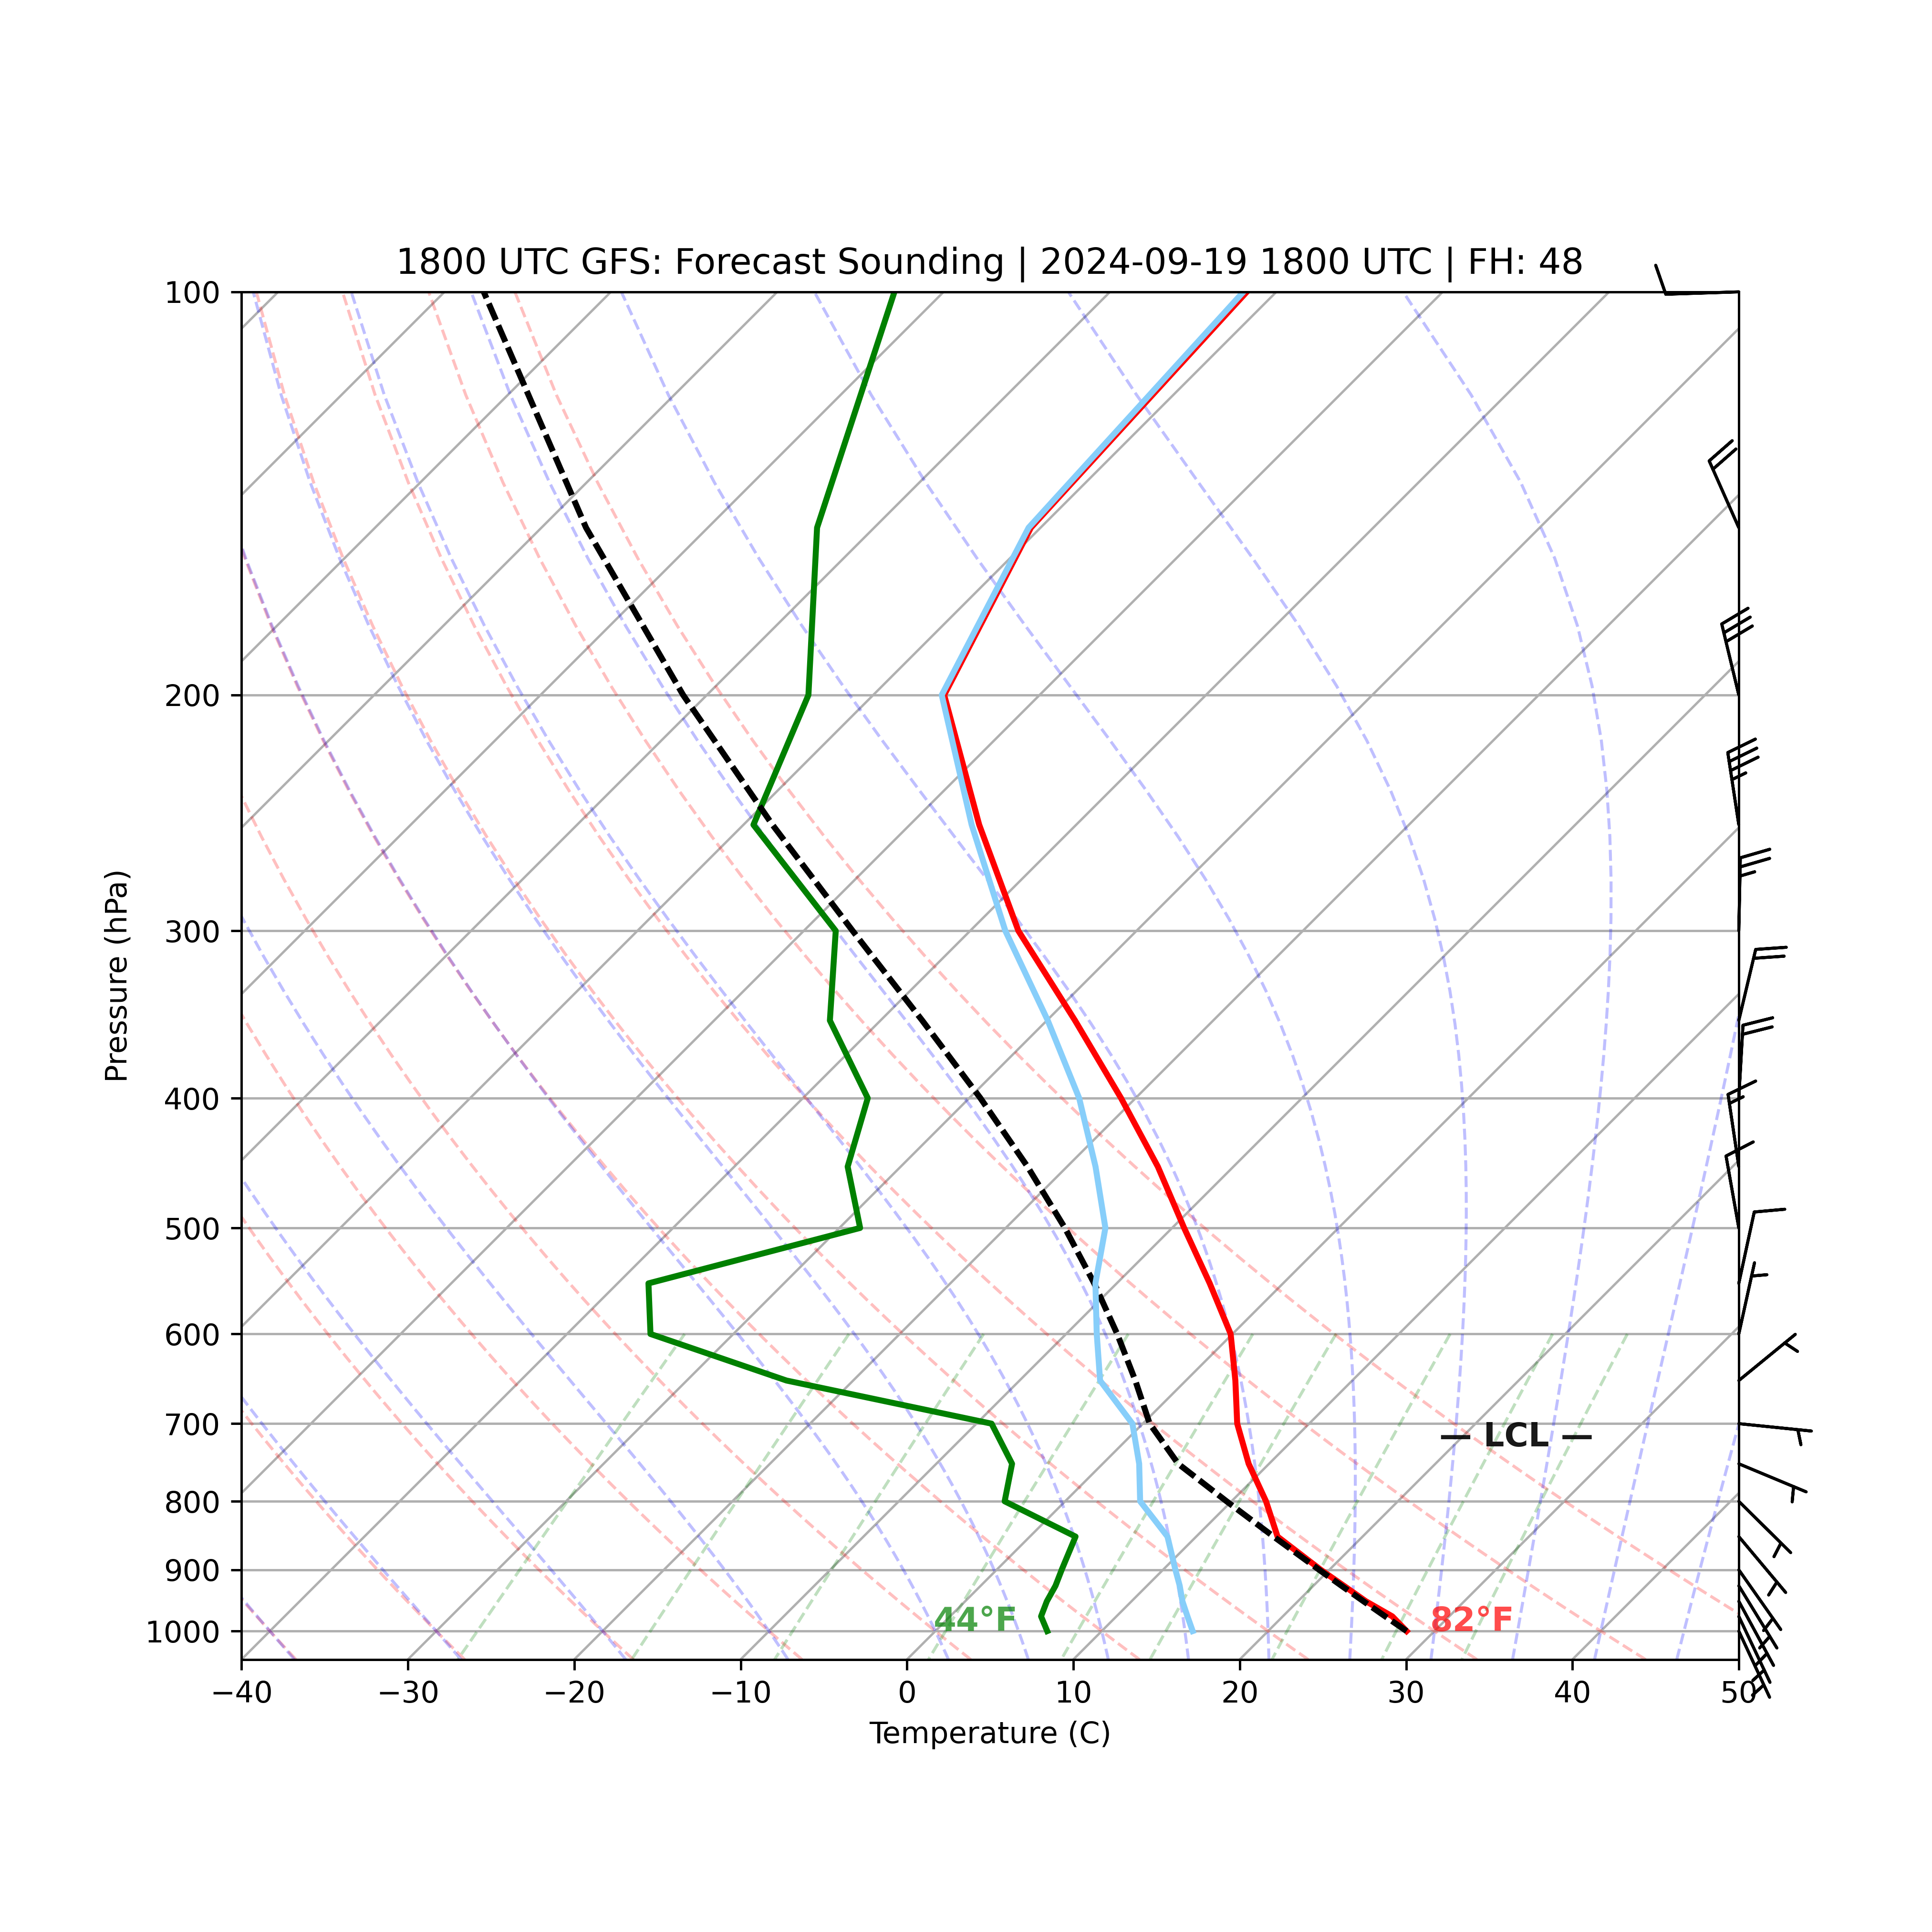 1800 UTC GFS: Forecast Sounding | 2024-09-19 1800 UTC | FH: 48
100
200
300
400
500
600
700
800
900
1000
Pressure (hPa)
— LCL —
44°F
82°F
−40 −30 −20 −10 0 10 20 30 40 50
Temperature (C)